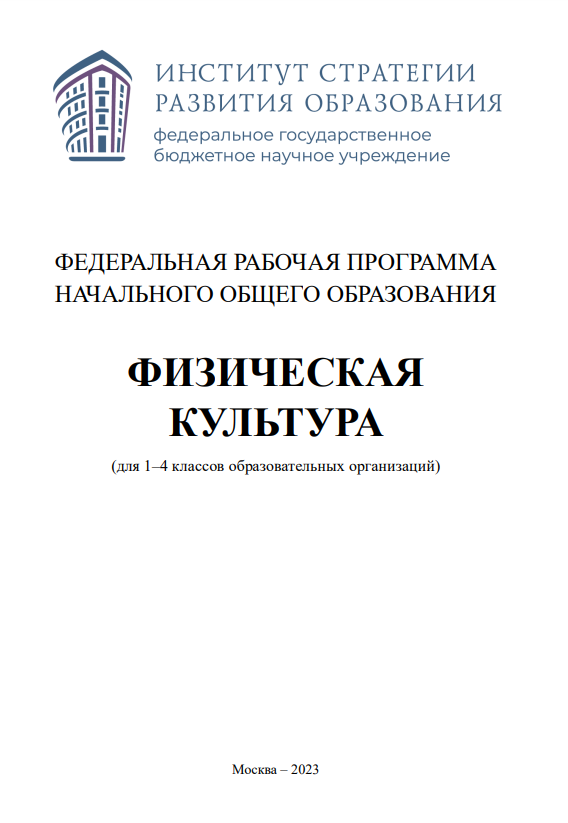 ИНСТИТУТ СТРАТЕГИИ
РАЗВИТИЯ ОБРАЗОВАНИЯ
федеральное государственное
бюджетное научное учреждение
ФЕДЕРАЛЬНАЯ РАБОЧАЯ ПРОГРАММА
НАЧАЛЬНОГО ОБЩЕГО ОБРАЗОВАНИЯ
ФИЗИЧЕСКАЯ
КУЛЬТУРА
(для 1–4 классов образовательных организаций)
Москва – 2023